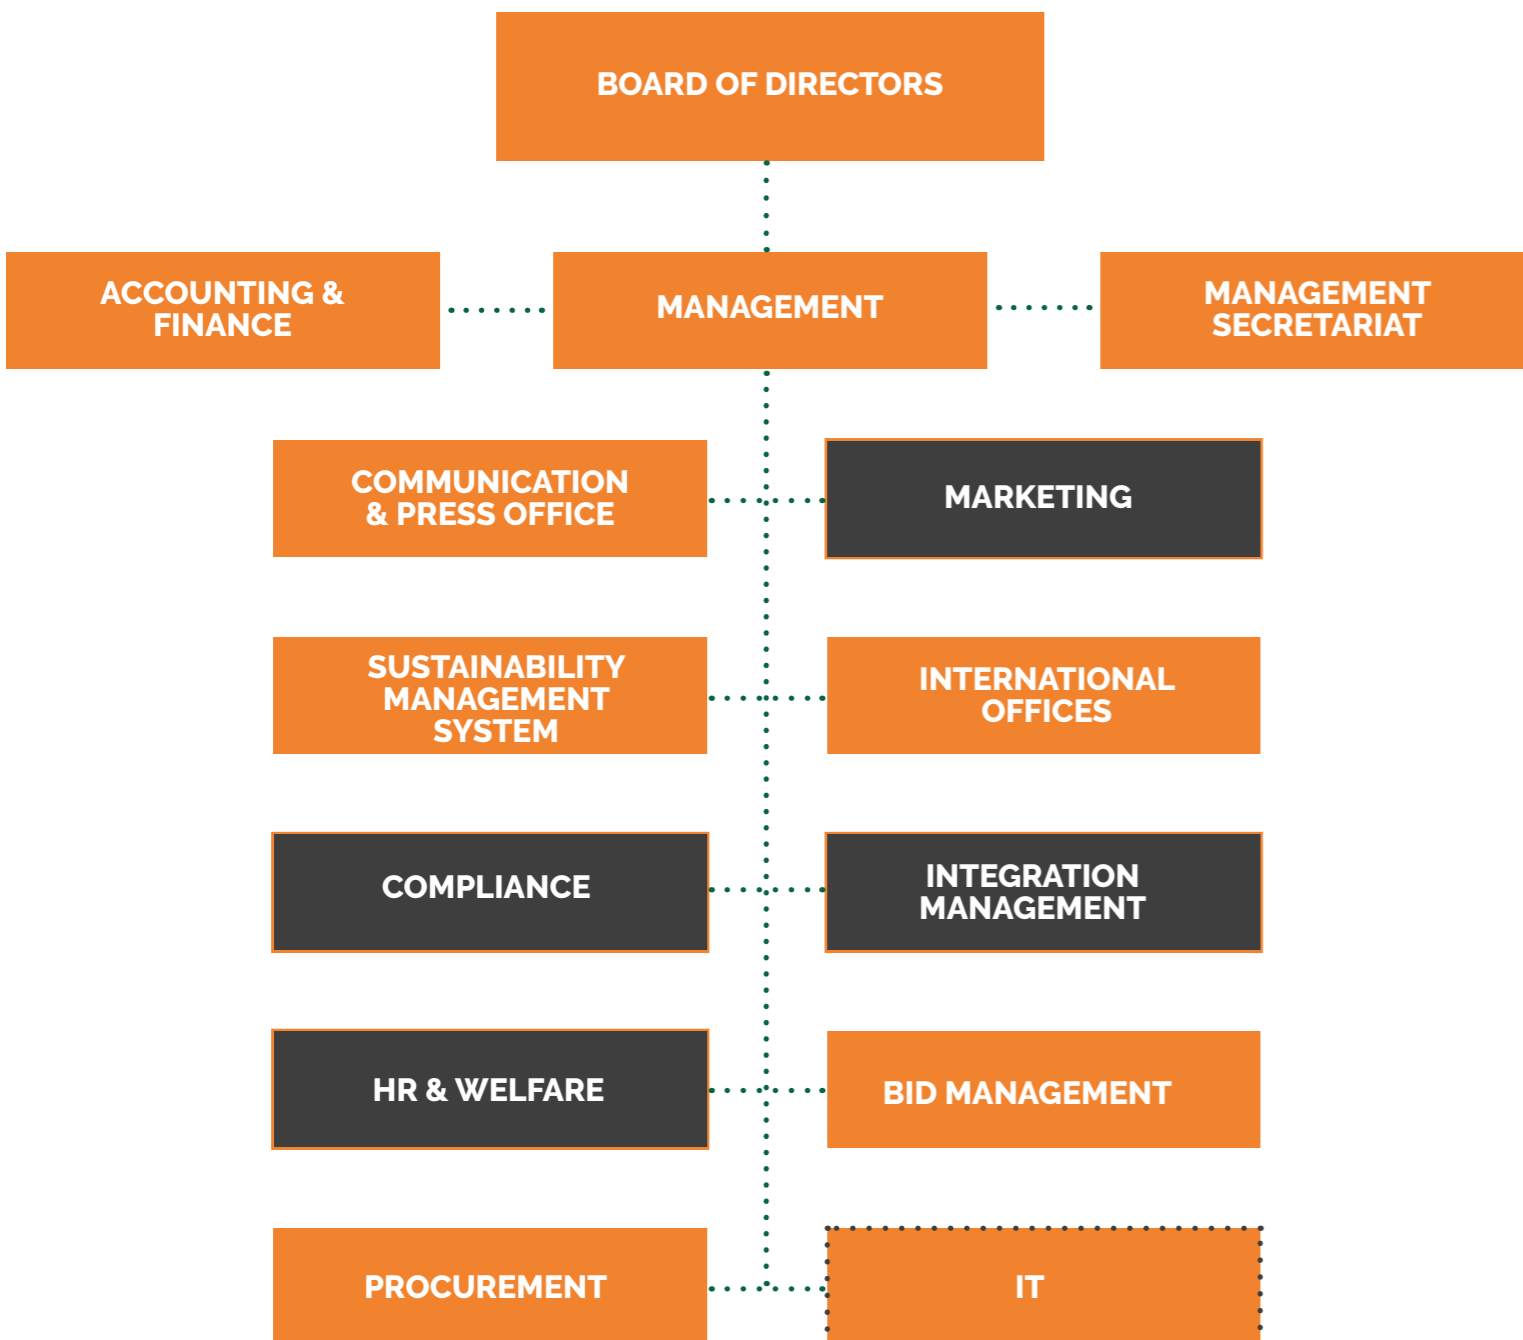 BOARD OF DIRECTORS
ACCOUNTING &
FINANCE
MANAGEMENT
MANAGEMENT
SECRETARIAT
COMMUNICATION
& PRESS OFFICE
MARKETING
SUSTAINABILITY
MANAGEMENT
SYSTEM
INTERNATIONAL
OFFICES
COMPLIANCE
INTEGRATION
MANAGEMENT
HR & WELFARE
BID MANAGEMENT
PROCUREMENT
IT